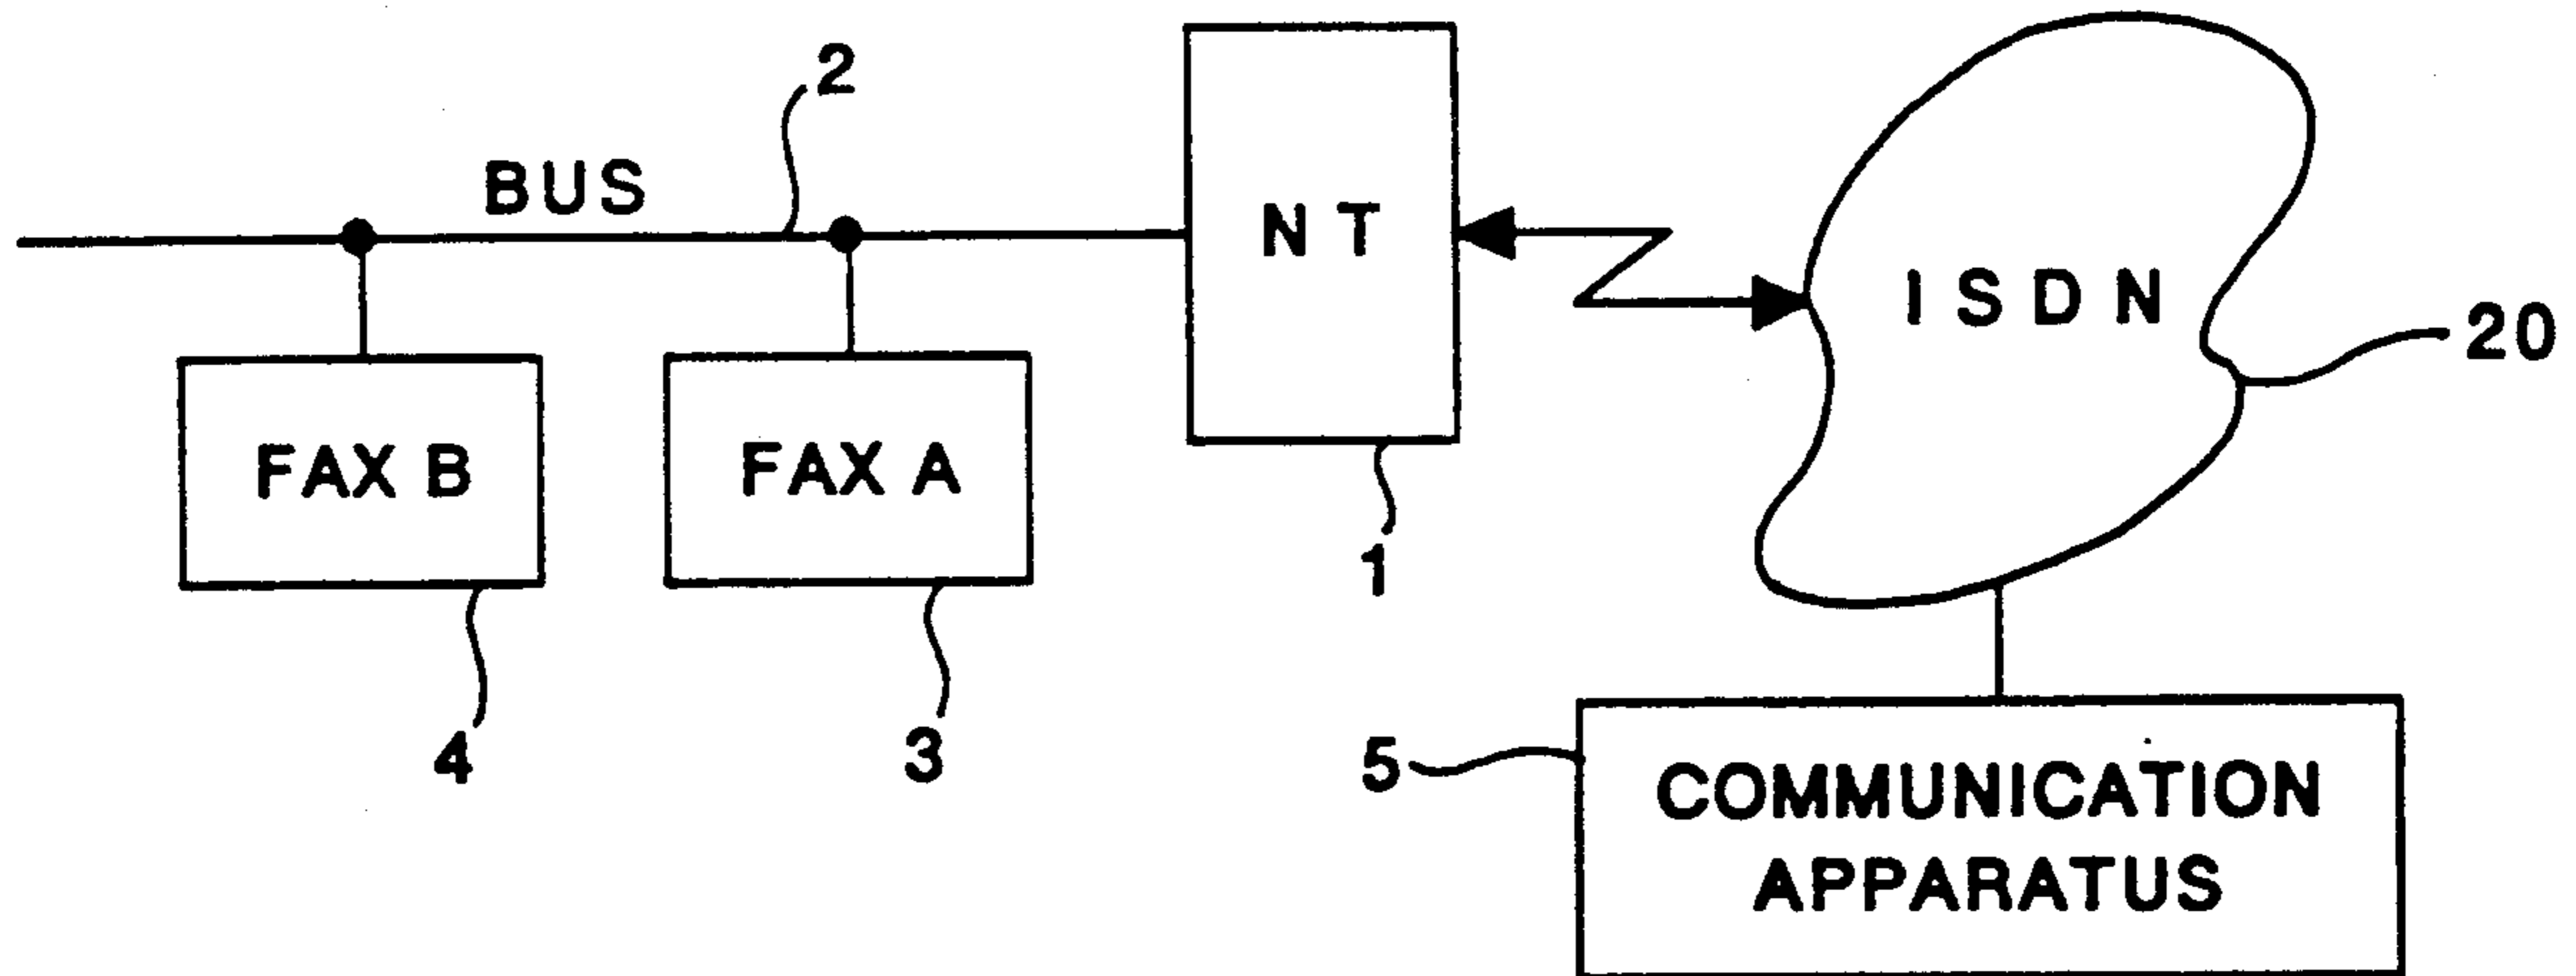 2
BUS
N T
I S D N
20
FAX B
FAX A
1
4
3
5
COMMUNICATION
APPARATUS